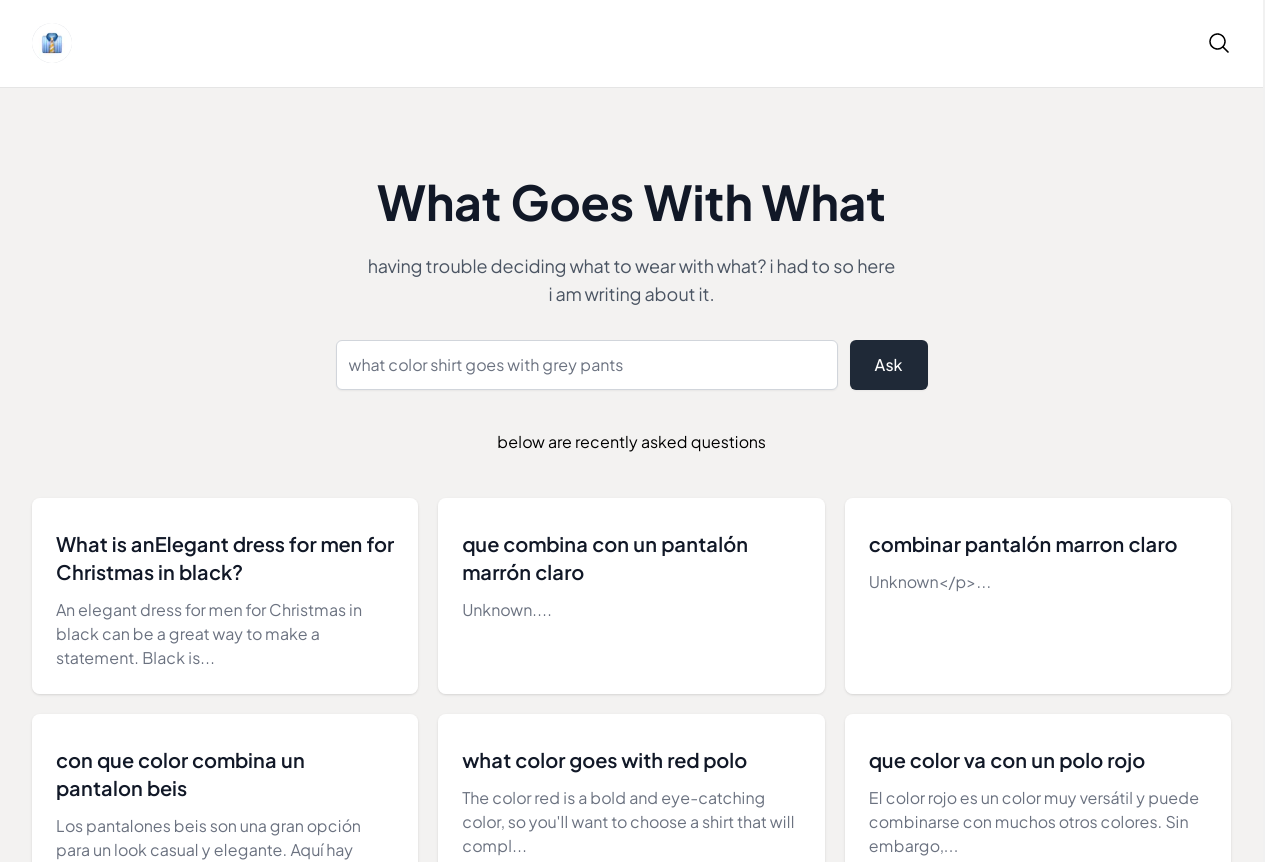 What Goes With What
having trouble deciding what to wear with what? i had to so here
i am writing about it.
what color shirt goes with grey pants
Ask
below are recently asked questions
What is anElegant dress for men for
Christmas in black?
An elegant dress for men for Christmas in
black can be a great way to make a
statement. Black is...
que combina con un pantalón
marrón claro
Unknown....
combinar pantalón marron claro
Unknown</p>...
con que color combina un
pantalon beis
Los pantalones beis son una gran opción
para un look casual y elegante. Aquí hay
what color goes with red polo
The color red is a bold and eye-catching
color, so you'll want to choose a shirt that will
compl...
que color va con un polo rojo
El color rojo es un color muy versátil y puede
combinarse con muchos otros colores. Sin
embargo,...